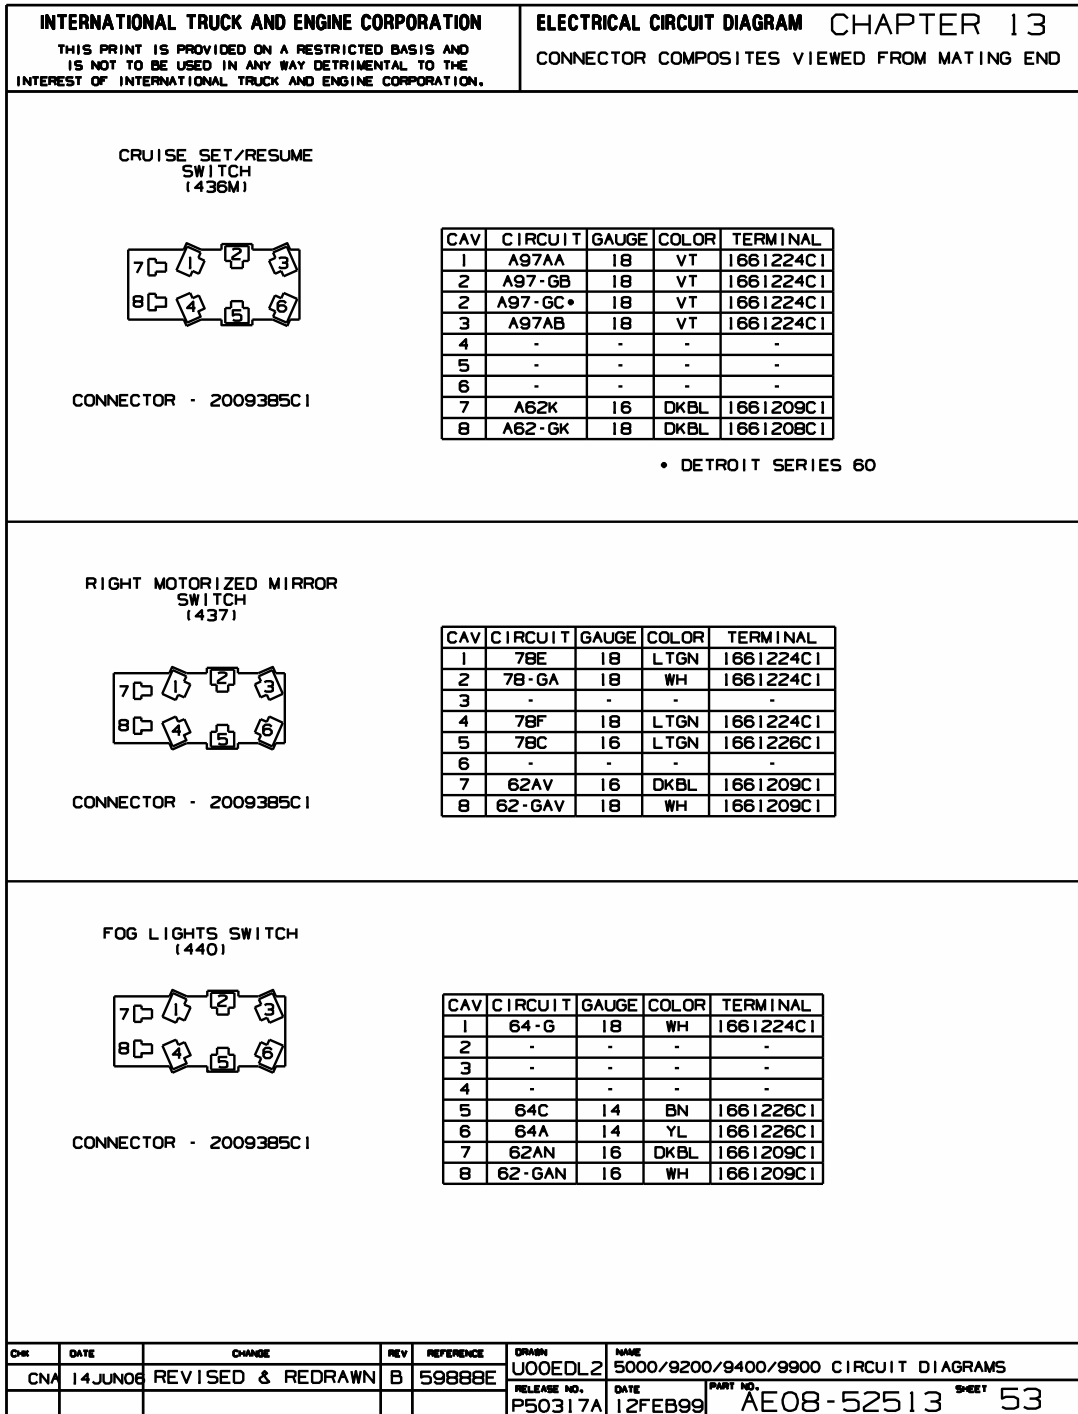 INTERNATIONAL TRUCK AND ENGINE CORPORATION
THIS PRINT IS PROVIDED ON A RESTRICTED BASIS AND
IS NOT TO BE USED IN ANY WAY DETRIMENTAL TO THE
INTEREST OF INTERNATIONAL TRUCK AND ENGINE CORPORATION.
ELECTRICAL CIRCUIT DIAGRAM CHAPTER 13
CONNECTOR COMPOSITES VIEWED FROM MATING END
CRUISE SET/RESUME
SWITCH
(436M)
7 1 2 3
8 4 5 6
CONNECTOR - 2009385C1
CAV CIRCUIT GAUGE COLOR TERMINAL
1 A97AA 18 VT 1661224C1
2 A97-GB 18 VT 1661224C1
2 A97-GC• 18 VT 1661224C1
3 A97AB 18 VT 1661224C1
4 - - - -
5 - - - -
6 - - - -
7 A62K 16 DKBL 1661209C1
8 A62-GK 18 DKBL 1661208C1
• DETROIT SERIES 60
RIGHT MOTORIZED MIRROR
SWITCH
(437)
7 1 2 3
8 4 5 6
CONNECTOR - 2009385C1
CAV CIRCUIT GAUGE COLOR TERMINAL
1 78E 18 LTGN 1661224C1
2 78-GA 18 WH 1661224C1
3 - - - -
4 78F 18 LTGN 1661224C1
5 78C 16 LTGN 1661226C1
6 - - - -
7 62AV 16 DKBL 1661209C1
8 62-GAV 18 WH 1661209C1
FOG LIGHTS SWITCH
(440)
7 1 2 3
8 4 5 6
CONNECTOR - 2009385C1
CAV CIRCUIT GAUGE COLOR TERMINAL
1 64-G 18 WH 1661224C1
2 - - - -
3 - - - -
4 - - - -
5 64C 14 BN 1661226C1
6 64A 14 YL 1661226C1
7 62AN 16 DKBL 1661209C1
8 62-GAN 16 WH 1661209C1
CHK DATE CHANGE REV REFERENCE DRAWN NAME
CNA 14JUN06 REVISED & REDRAWN B 59888E U00EDL2 5000/9200/9400/9900 CIRCUIT DIAGRAMS
RELEASE NO. DATE PART NO. SHEET
P50317A 12FEB99 AE08-52513 53